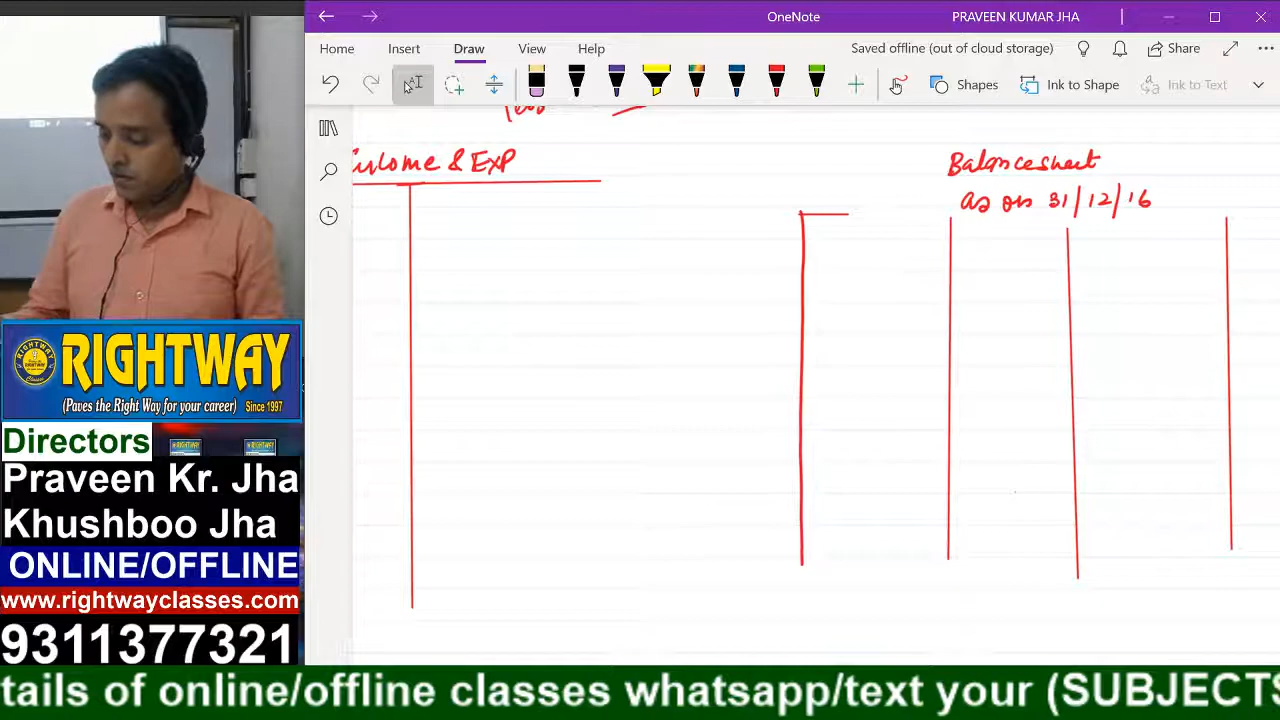 OneNote
PRAVEEN KUMAR JHA
Home
Insert
Draw
View
Help
Saved offline (out of cloud storage)
Share
Shapes
Ink to Shape
Ink to Text
& Exp
Balancesheet
as on 31/12/16
RIGHTWAY
RIGHTWAY
(Paves the Right Way for your career) Since 1997
Directors
Praveen Kr. Jha
Khushboo Jha
ONLINE/OFFLINE
www.rightwayclasses.com
9311377321
tails of online/offline classes whatsapp/text your (SUBJECTS